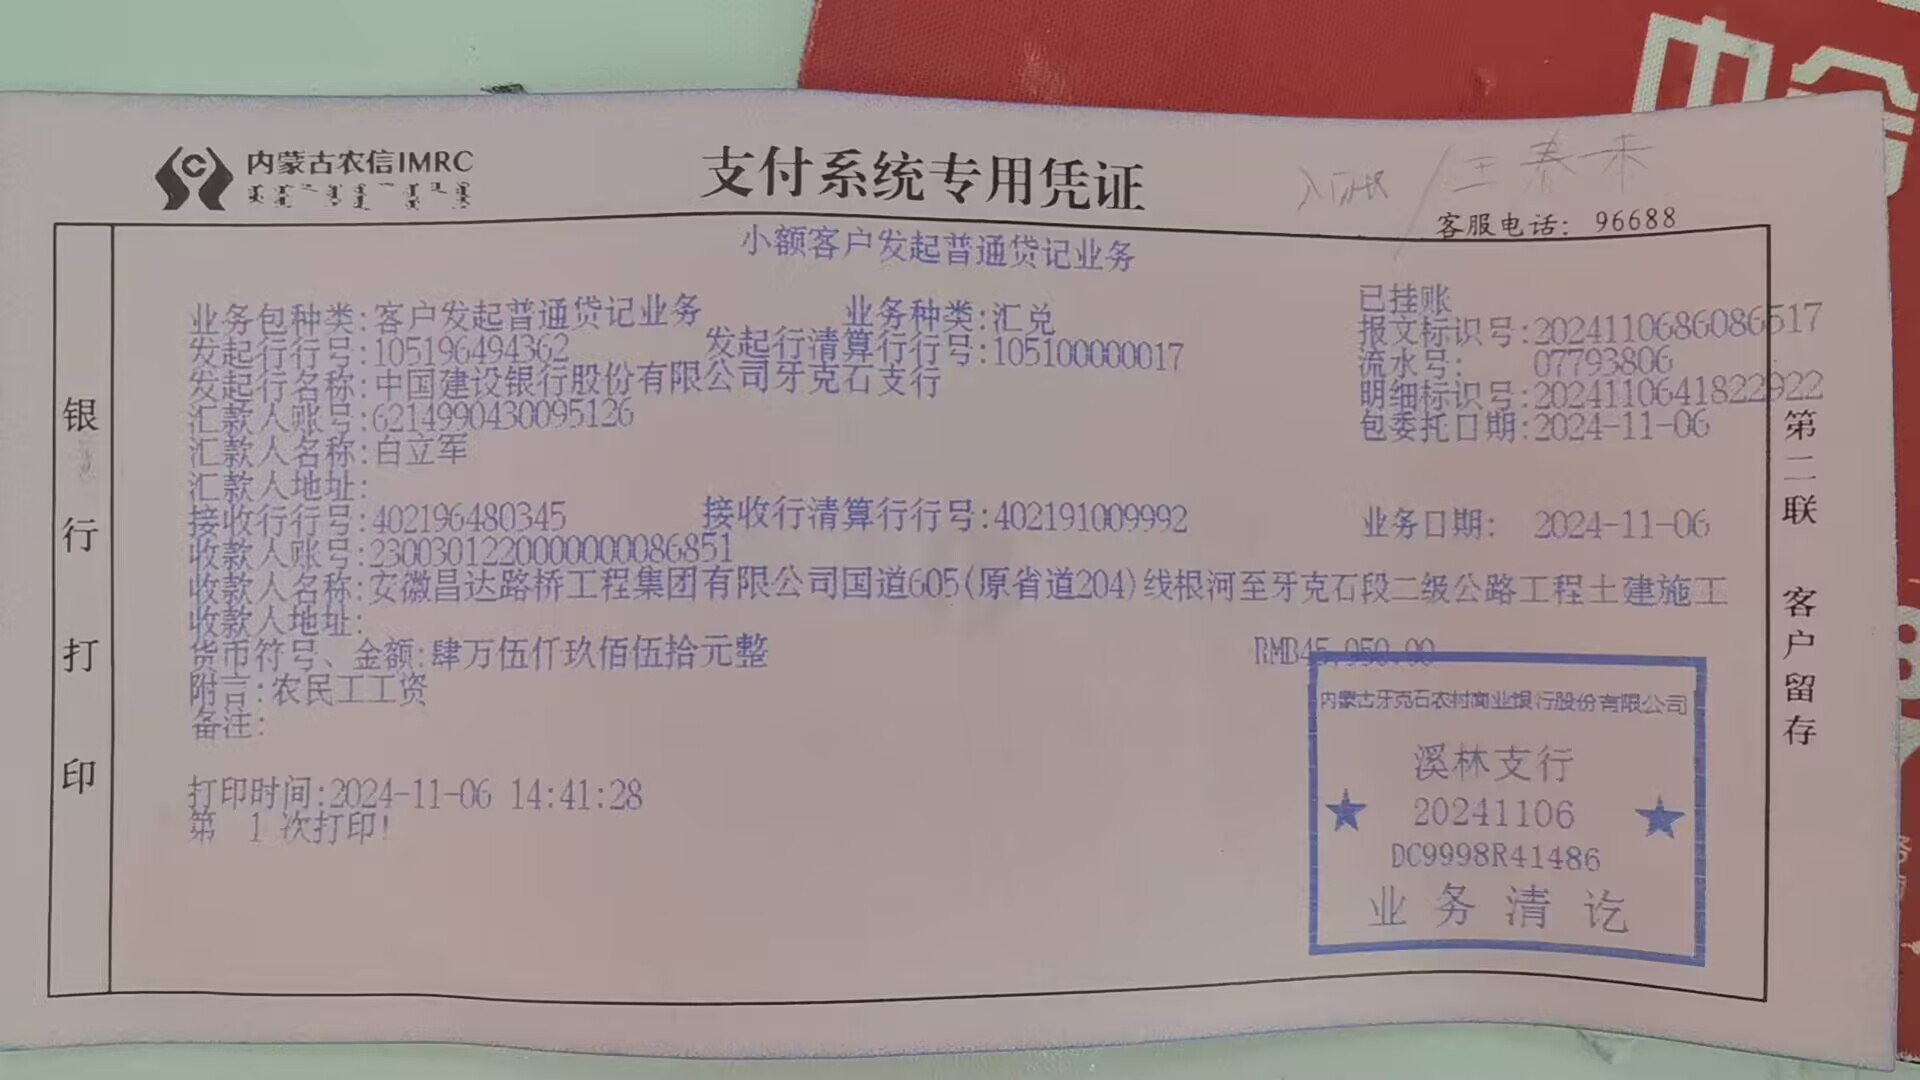 中
内蒙古农信IMRC
支付系统专用凭证
客服电话: 96688
小额客户发起普通贷记业务
业务包种类:客户发起普通贷记业务 业务种类:汇兑 已挂账
发起行行号:105196494362 发起行清算行行号:105100000017 报文标识号:2024110686086517
流水号: 07793806
发起行名称:中国建设银行股份有限公司牙克石支行 明细标识号:2024110641822922
汇款人账号:6214990430095126 包委托日期:2024-11-06
汇款人名称:白立军
汇款人地址:
接收行行号:402196480345 接收行清算行行号:402191009992 业务日期: 2024-11-06
收款人账号:2300301220000000086851
收款人名称:安徽昌达路桥工程集团有限公司国道605(原省道204)线根河至牙克石段二级公路工程土建施工
收款人地址:
货币符号、金额:肆万伍仟玖佰伍拾元整 RMB45,950.00
附言:农民工工资
备注:
打印时间:2024-11-06 14:41:28
第 1 次打印!
内蒙古牙克石农村商业银行股份有限公司
溪林支行
20241106
DC9998R41486
业务清讫
银行打印
第二联 客户留存